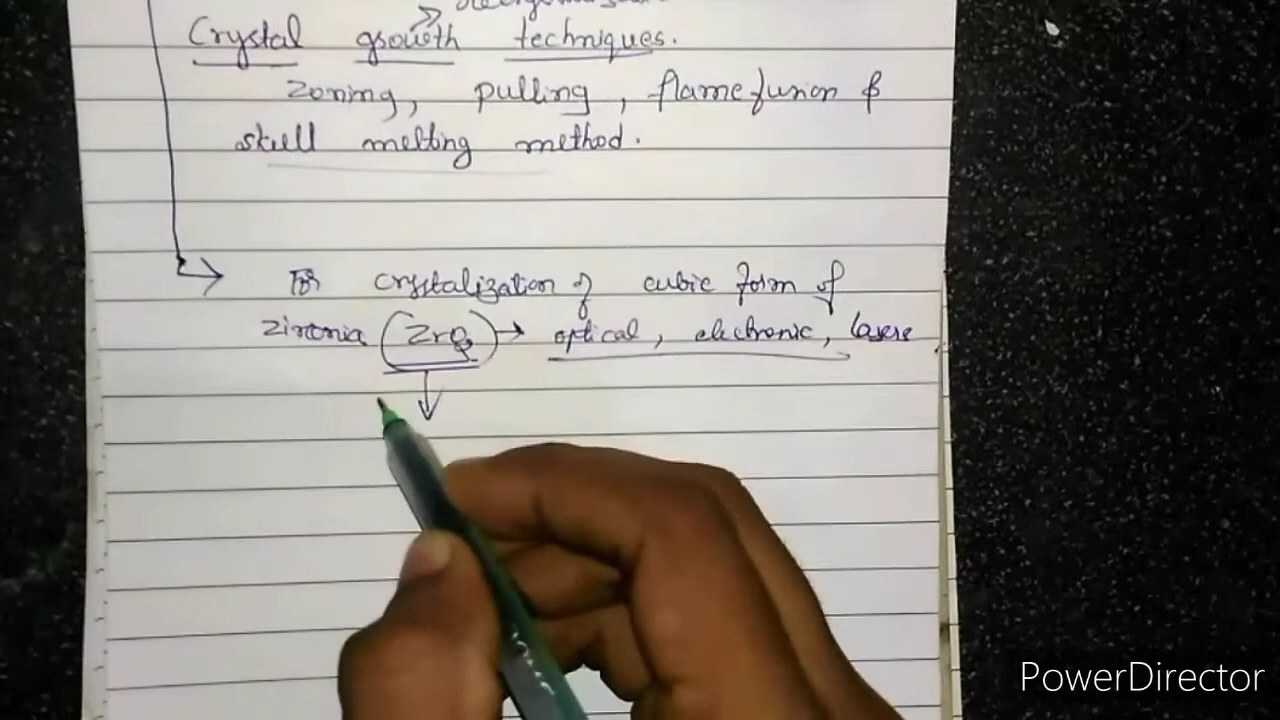 Crystal growth techniques.
Zoning, pulling, flame fusion &
skull melting method.
For crystalization of cubic form of
zirconia (ZrO2) → optical, electronic, lasers
PowerDirector